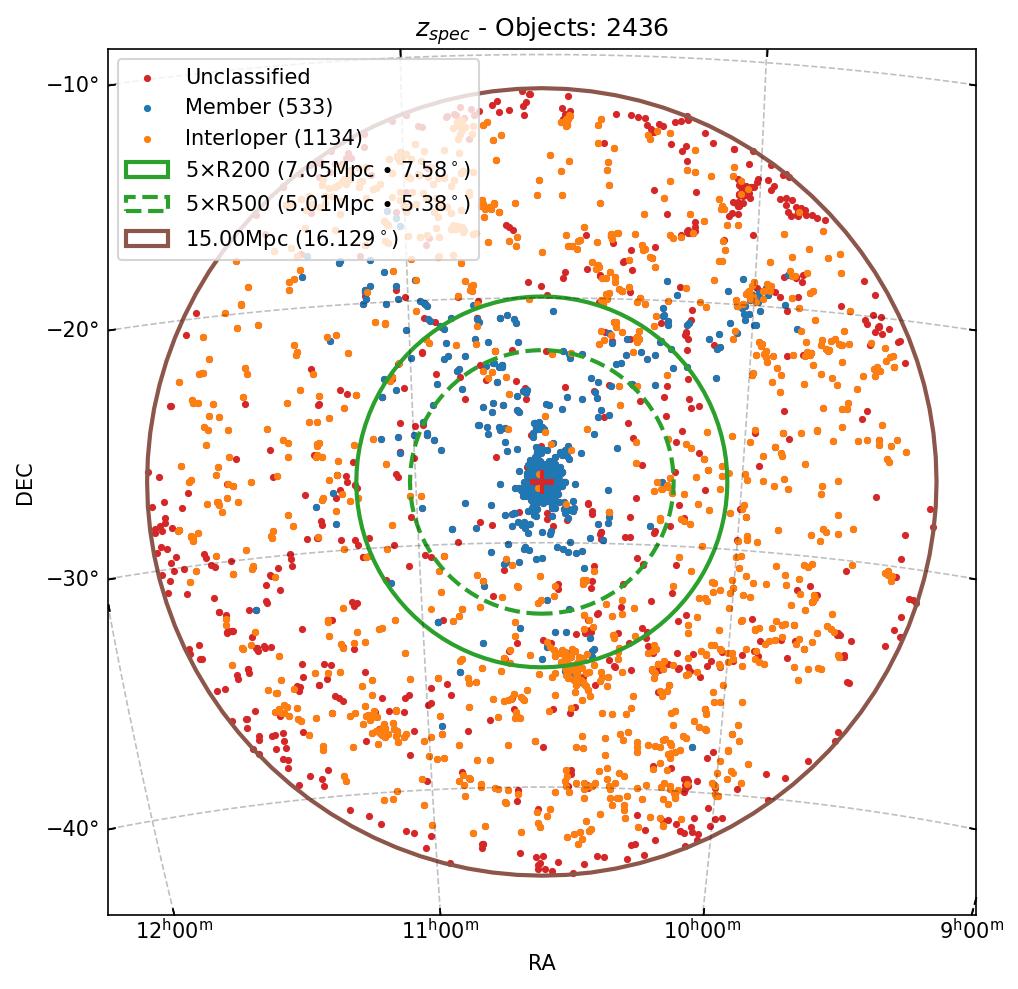 z_spec - Objects: 2436
Unclassified
Member (533)
Interloper (1134)
5×R200 (7.05Mpc • 7.58°)
5×R500 (5.01Mpc • 5.38°)
15.00Mpc (16.129°)
−10°
−20°
−30°
−40°
DEC
12h00m 11h00m 10h00m 9h00m
RA